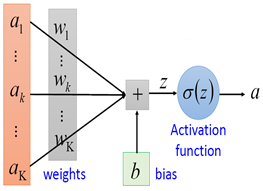 a1
w1
⋮
⋮
ak
wk
+
z
σ(z)
a
⋮
⋮
Activation
function
aK
wK
weights
b
bias